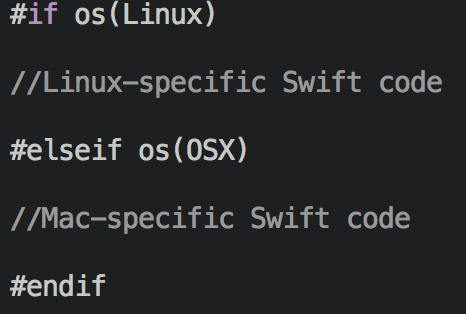 #if os(Linux)
//Linux-specific Swift code
#elseif os(OSX)
//Mac-specific Swift code
#endif